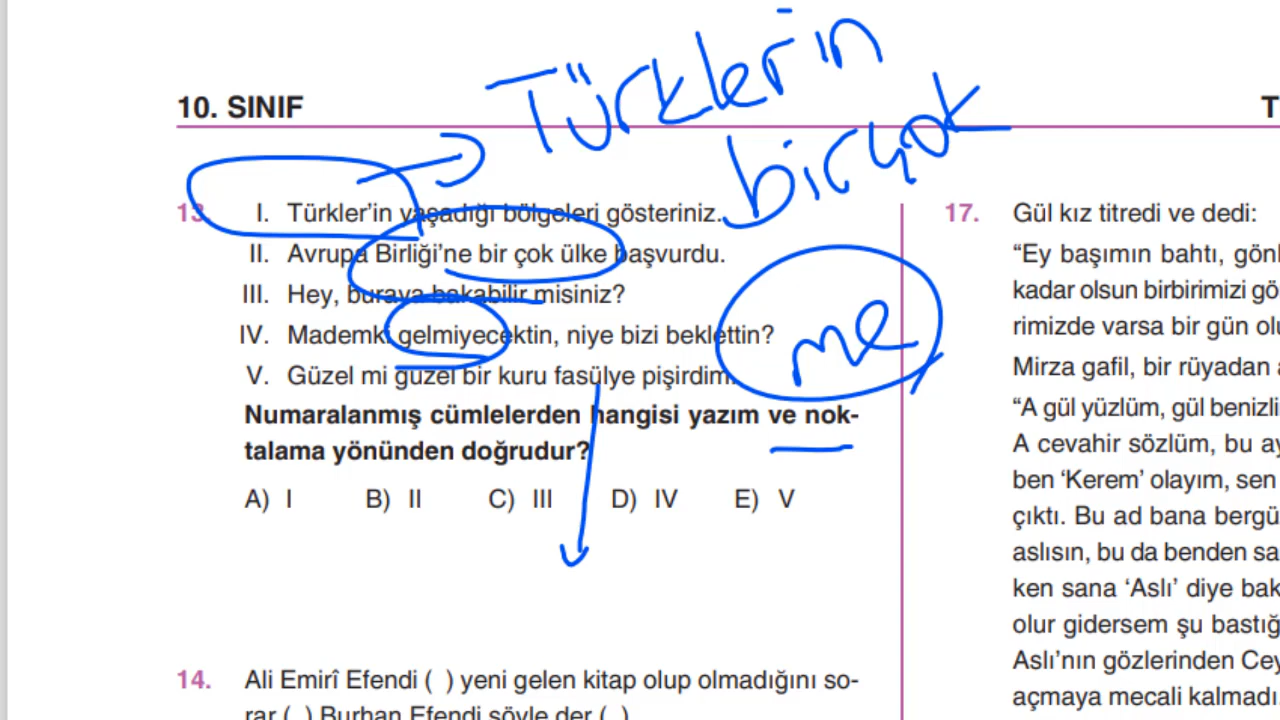 Türklerin
birçok
10. SINIF
T
13. I. Türkler’in yaşadığı bölgeleri gösteriniz.
II. Avrupa Birliği’ne bir çok ülke başvurdu.
III. Hey, buraya bakabilir misiniz?
IV. Mademki gelmiyecektin, niye bizi beklettin?
me
V. Güzel mi güzel bir kuru fasülye pişirdim.
Numaralanmış cümlelerden hangisi yazım ve nok-
talama yönünden doğrudur?
A) I B) II C) III D) IV E) V
14. Ali Emirî Efendi ( ) yeni gelen kitap olup olmadığını so-
rar ( ) Burhan Efendi şöyle der ( )
17. Gül kız titredi ve dedi:
“Ey başımın bahtı, gönl
kadar olsun birbirimizi gö
rimizde varsa bir gün olu
Mirza gafil, bir rüyadan a
“A gül yüzlüm, gül benizli
A cevahir sözlüm, bu ay
ben ‘Kerem’ olayım, sen
çıktı. Bu ad bana bergü
aslısın, bu da benden sa
ken sana ‘Aslı’ diye bak
olur gidersem şu bastığ
Aslı’nın gözlerinden Cey
açmaya mecali kalmadı